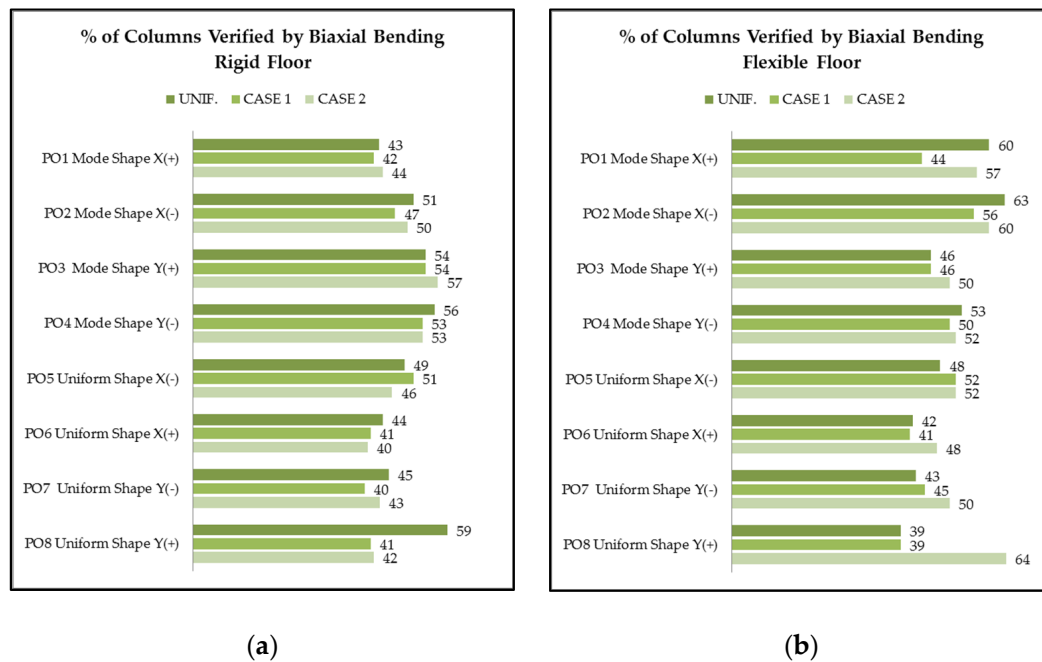 % of Columns Verified by Biaxial Bending
Rigid Floor
UNIF. CASE 1 CASE 2
PO1 Mode Shape X(+)
43
42
44
PO2 Mode Shape X(-)
51
47
50
PO3 Mode Shape Y(+)
54
54
57
PO4 Mode Shape Y(-)
56
53
53
PO5 Uniform Shape X(-)
49
51
46
PO6 Uniform Shape X(+)
44
41
40
PO7 Uniform Shape Y(-)
45
40
43
PO8 Uniform Shape Y(+)
59
41
42
(a)
% of Columns Verified by Biaxial Bending
Flexible Floor
UNIF. CASE 1 CASE 2
PO1 Mode Shape X(+)
60
44
57
PO2 Mode Shape X(-)
63
56
60
PO3 Mode Shape Y(+)
46
46
50
PO4 Mode Shape Y(-)
53
50
52
PO5 Uniform Shape X(-)
48
52
52
PO6 Uniform Shape X(+)
42
41
48
PO7 Uniform Shape Y(-)
43
45
50
PO8 Uniform Shape Y(+)
39
39
64
(b)